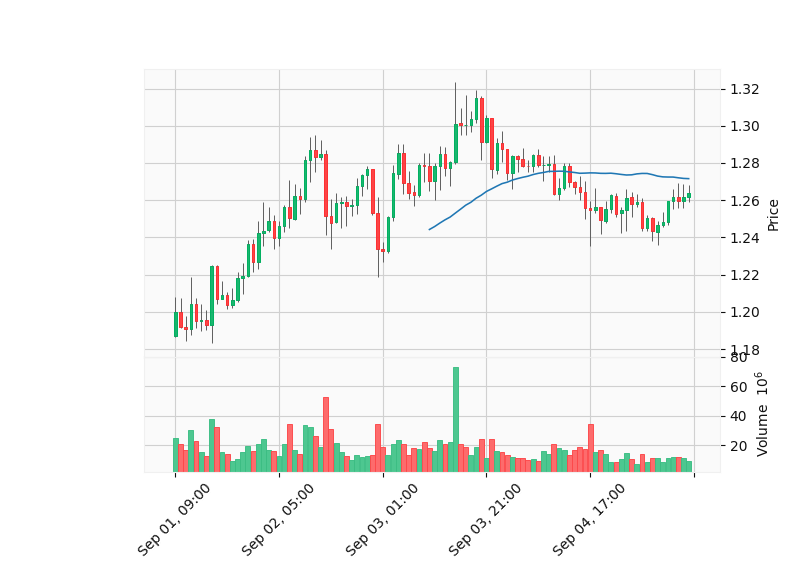 1.32
1.30
1.28
1.26
1.24
1.22
1.20
1.18
Price
80
60
40
20
Volume 10^6
Sep 01, 09:00
Sep 02, 05:00
Sep 03, 01:00
Sep 03, 21:00
Sep 04, 17:00